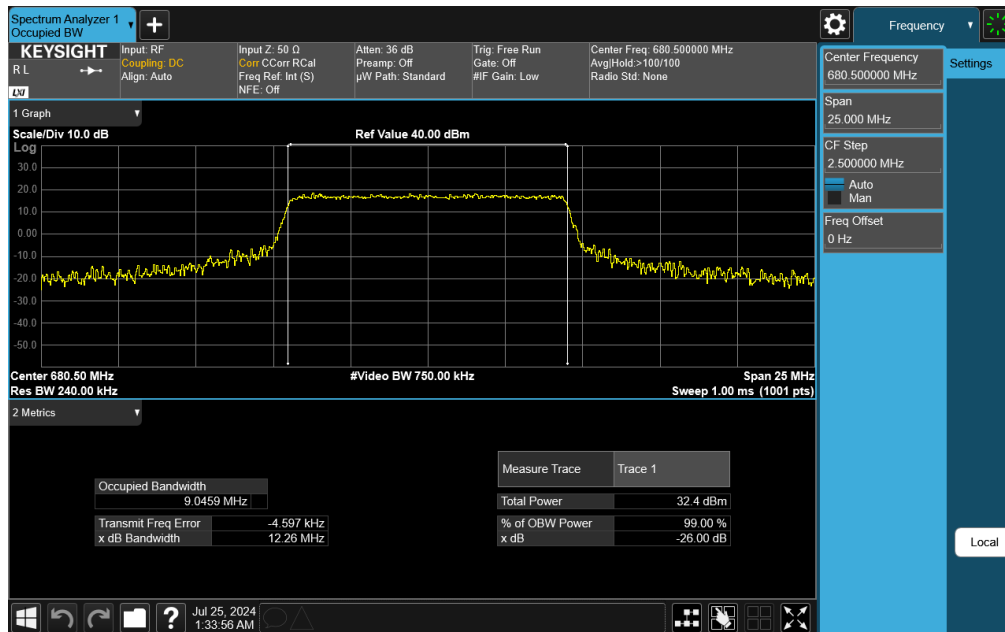 Spectrum Analyzer 1
Occupied BW
Frequency
KEYSIGHT
R L
LXI
Input: RF
Coupling: DC
Align: Auto
Input Z: 50 Ω
Corr CCorr RCal
Freq Ref: Int (S)
NFE: Off
Atten: 36 dB
Preamp: Off
µW Path: Standard
Trig: Free Run
Gate: Off
#IF Gain: Low
Center Freq: 680.500000 MHz
Avg|Hold:>100/100
Radio Std: None
Center Frequency
680.500000 MHz
Settings
Span
25.000 MHz
CF Step
2.500000 MHz
Auto
Man
Freq Offset
0 Hz
Local
1 Graph
Scale/Div 10.0 dB
Ref Value 40.00 dBm
Log
30.0
20.0
10.0
0.00
-10.0
-20.0
-30.0
-40.0
-50.0
Center 680.50 MHz
#Video BW 750.00 kHz
Span 25 MHz
Res BW 240.00 kHz
Sweep 1.00 ms (1001 pts)
2 Metrics
Measure Trace Trace 1
Occupied Bandwidth
9.0459 MHz
Total Power 32.4 dBm
Transmit Freq Error -4.597 kHz
% of OBW Power 99.00 %
x dB Bandwidth 12.26 MHz
x dB -26.00 dB
?
Jul 25, 2024
1:33:56 AM